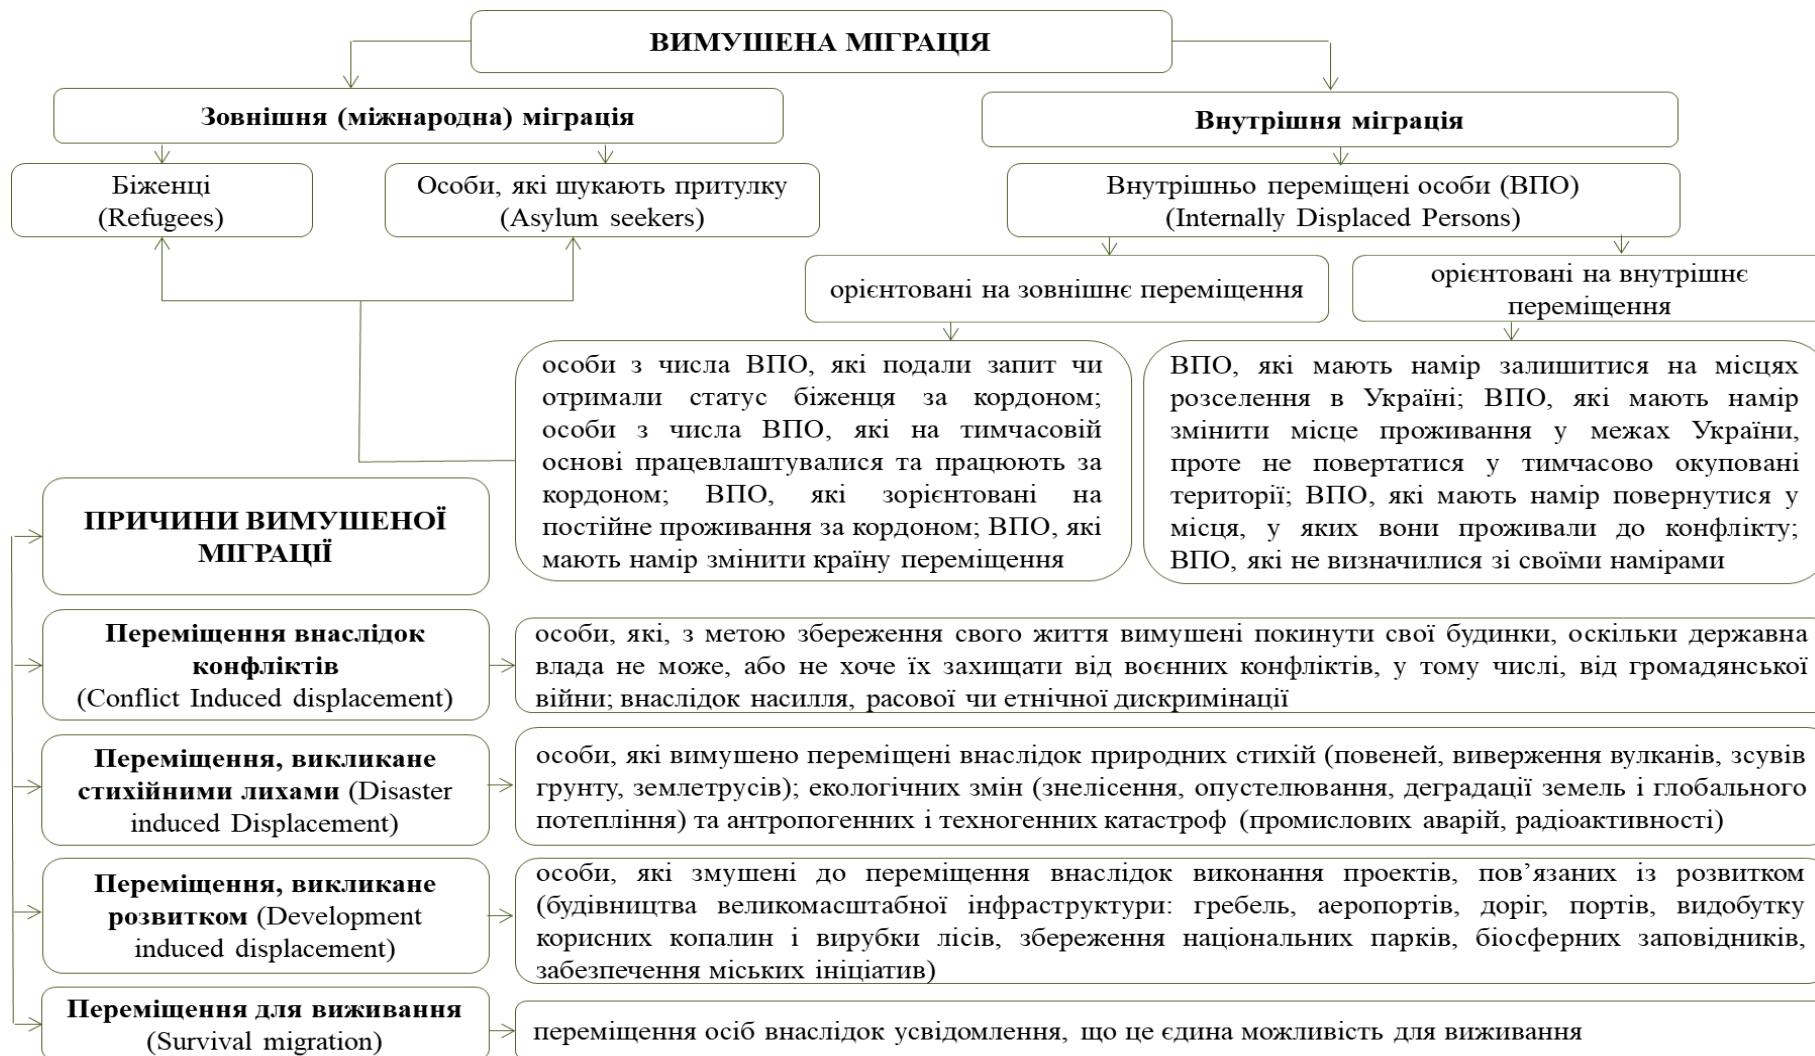 ВИМУШЕНА МІГРАЦІЯ
Зовнішня (міжнародна) міграція
Внутрішня міграція
Біженці
(Refugees)
Особи, які шукають притулку
(Asylum seekers)
Внутрішньо переміщені особи (ВПО)
(Internally Displaced Persons)
орієнтовані на зовнішнє переміщення
орієнтовані на внутрішнє
переміщення
особи з числа ВПО, які подали запит чи
отримали статус біженця за кордоном;
особи з числа ВПО, які на тимчасовій
основі працевлаштувалися та працюють за
кордоном; ВПО, які зорієнтовані на
постійне проживання за кордоном; ВПО, які
мають намір змінити країну переміщення
ВПО, які мають намір залишитися на місцях
розселення в Україні; ВПО, які мають намір
змінити місце проживання у межах України,
проте не повертатися у тимчасово окуповані
території; ВПО, які мають намір повернутися у
місця, у яких вони проживали до конфлікту;
ВПО, які не визначилися зі своїми намірами
ПРИЧИНИ ВИМУШЕНОЇ
МІГРАЦІЇ
Переміщення внаслідок
конфліктів
(Conflict Induced displacement)
особи, які, з метою збереження свого життя вимушені покинути свої будинки, оскільки державна
влада не може, або не хоче їх захищати від воєнних конфліктів, у тому числі, від громадянської
війни; внаслідок насилля, расової чи етнічної дискримінації
Переміщення, викликане
стихійними лихами (Disaster
induced Displacement)
особи, які вимушено переміщені внаслідок природних стихій (повеней, виверження вулканів, зсувів
грунту, землетрусів); екологічних змін (знелісення, опустелювання, деградації земель і глобального
потепління) та антропогенних і техногенних катастроф (промислових аварій, радіоактивності)
Переміщення, викликане
розвитком (Development
induced displacement)
особи, які змушені до переміщення внаслідок виконання проектів, пов’язаних із розвитком
(будівництва великомасштабної інфраструктури: гребель, аеропортів, доріг, портів, видобутку
корисних копалин і вирубки лісів, збереження національних парків, біосферних заповідників,
забезпечення міських ініціатив)
Переміщення для виживання
(Survival migration)
переміщення осіб внаслідок усвідомлення, що це єдина можливість для виживання